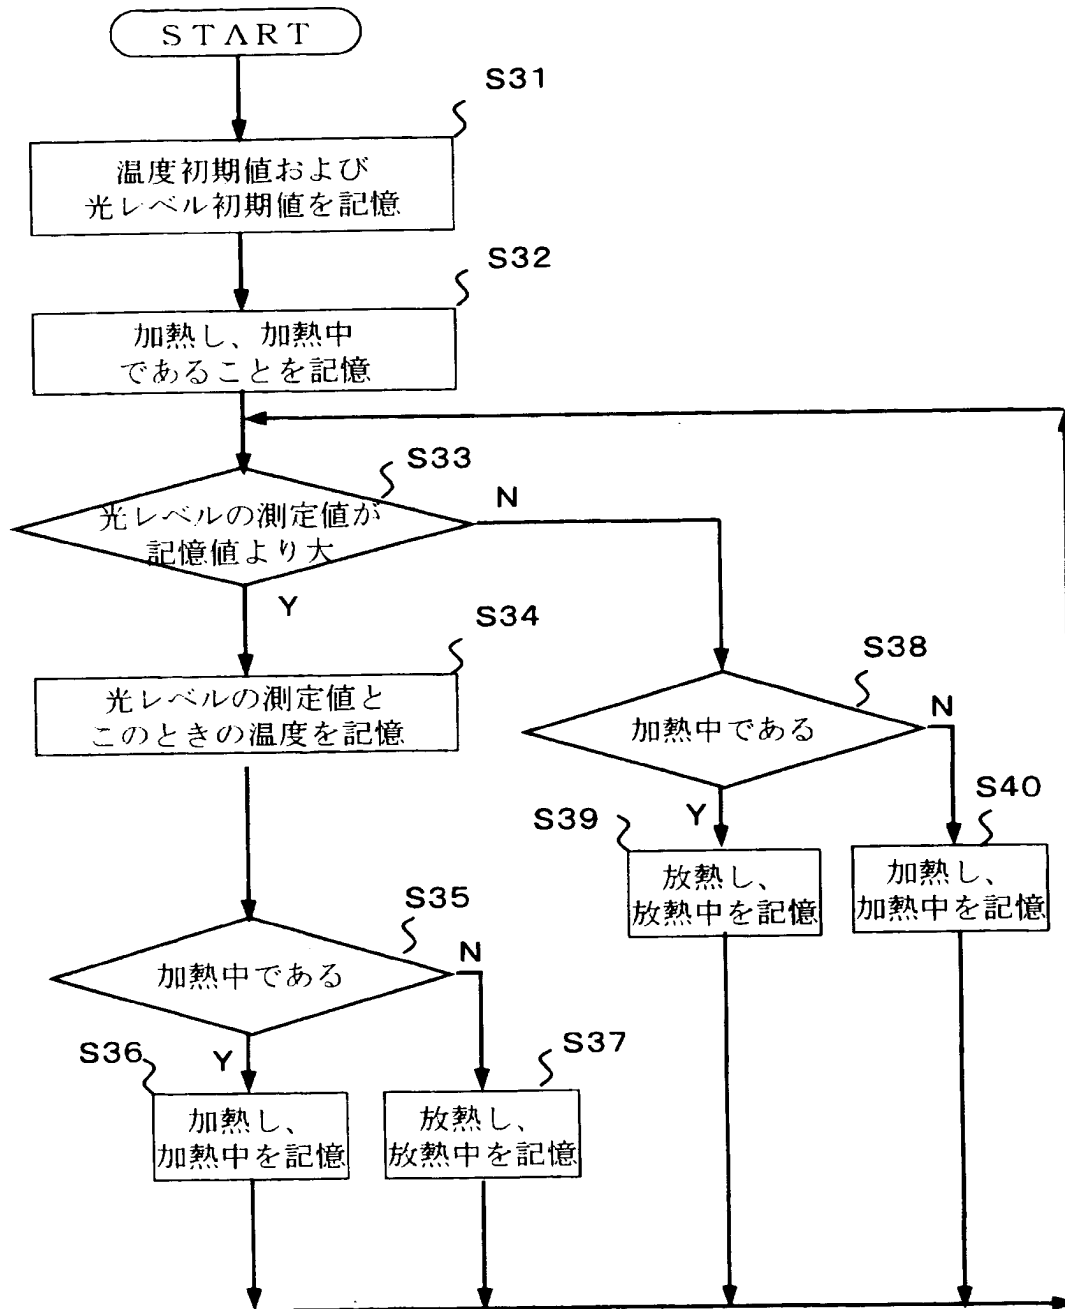 START
S31
温度初期値および
光レベル初期値を記憶
S32
加熱し、加熱中
であることを記憶
S33
光レベルの測定値が
記憶値より大
N
Y
S34
光レベルの測定値と
このときの温度を記憶
S38
加熱中である
N
Y
S39
放熱し、
放熱中を記憶
S40
加熱し、
加熱中を記憶
S35
加熱中である
N
Y
S36
加熱し、
加熱中を記憶
S37
放熱し、
放熱中を記憶